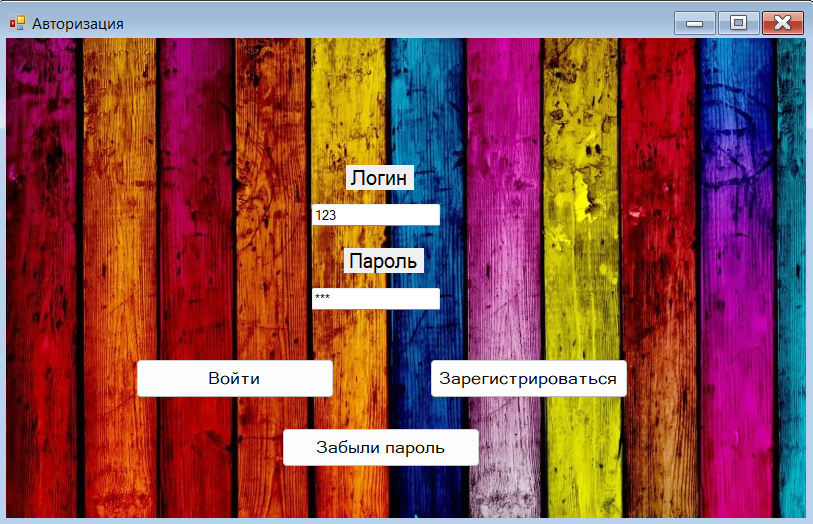 Авторизация
Логин
123
Пароль
***
Войти
Зарегистрироваться
Забыли пароль